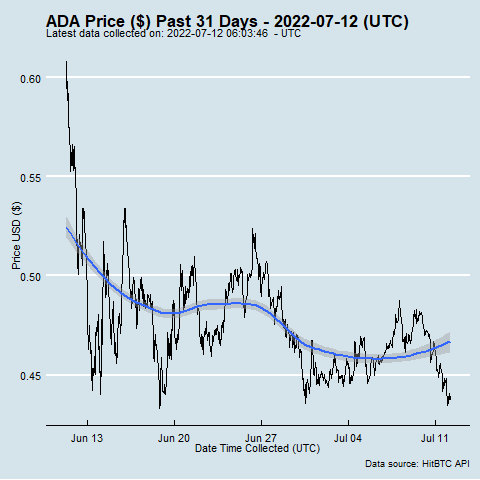 ADA Price ($) Past 31 Days - 2022-07-12 (UTC)
Latest data collected on: 2022-07-12 06:03:46 - UTC
Price USD ($)
0.60
0.55
0.50
0.45
Jun 13 Jun 20 Jun 27 Jul 04 Jul 11
Date Time Collected (UTC)
Data source: HitBTC API